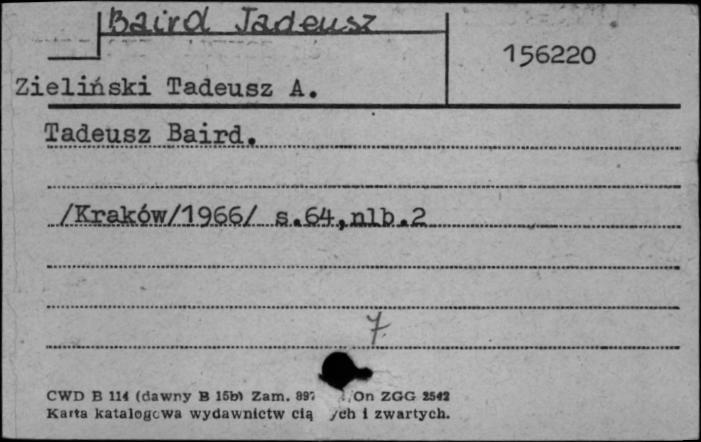 Baird Tadeusz
156220
Zieliński Tadeusz A.
Tadeusz Baird.
/Kraków/1966/ s.64,nlb.2
7
CWD B 114 (dawny B 15b) Zam. /On ZGG 2542
Karta katalogowa wydawnictw i zwartych.